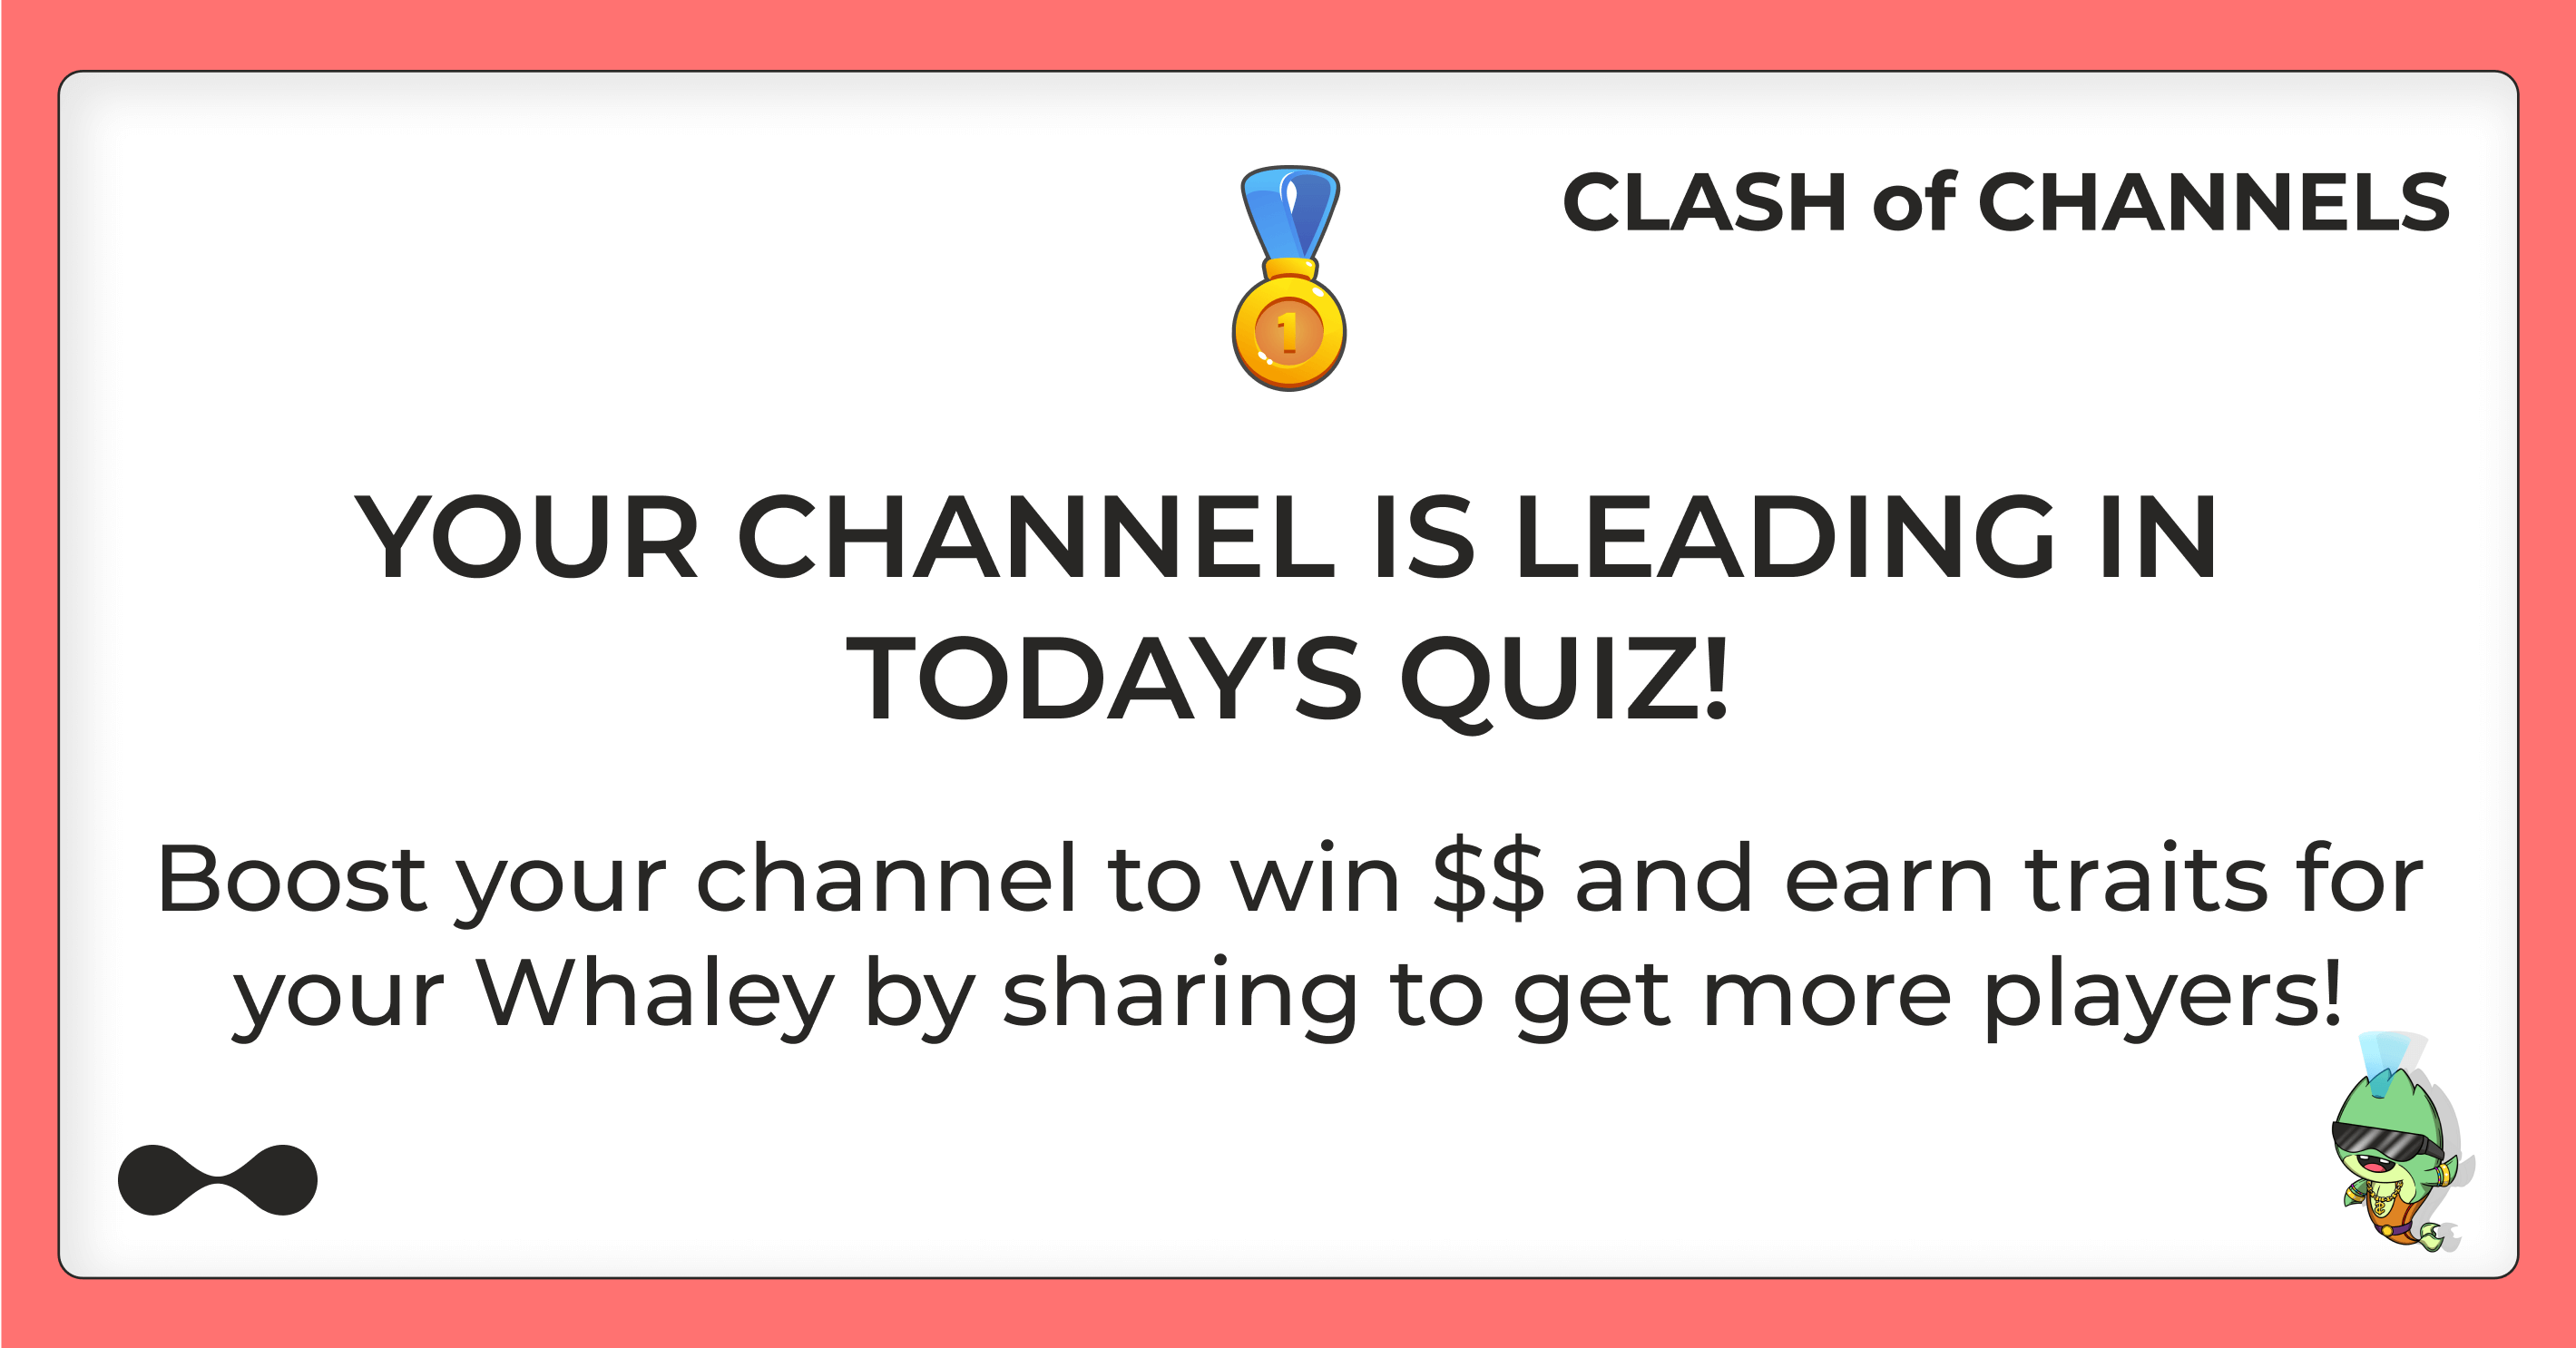 CLASH of CHANNELS
1
YOUR CHANNEL IS LEADING IN
TODAY'S QUIZ!
Boost your channel to win $$ and earn traits for
your Whaley by sharing to get more players!